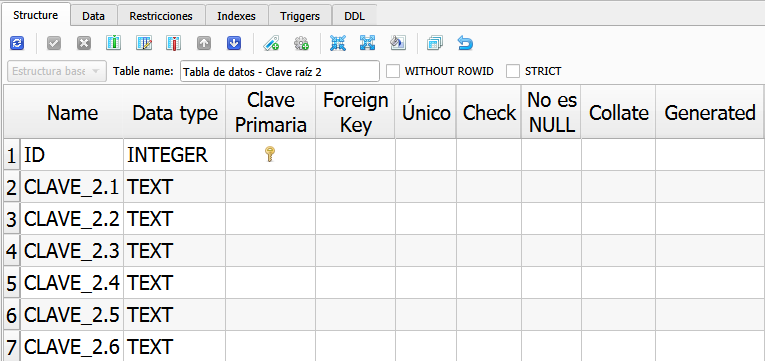 Structure Data Restricciones Indexes Triggers DDL
Estructura base Table name: Tabla de datos - Clave raíz 2 WITHOUT ROWID STRICT
Name Data type Clave Primaria Foreign Key Único Check No es NULL Collate Generated
1 ID INTEGER
2 CLAVE_2.1 TEXT
3 CLAVE_2.2 TEXT
4 CLAVE_2.3 TEXT
5 CLAVE_2.4 TEXT
6 CLAVE_2.5 TEXT
7 CLAVE_2.6 TEXT